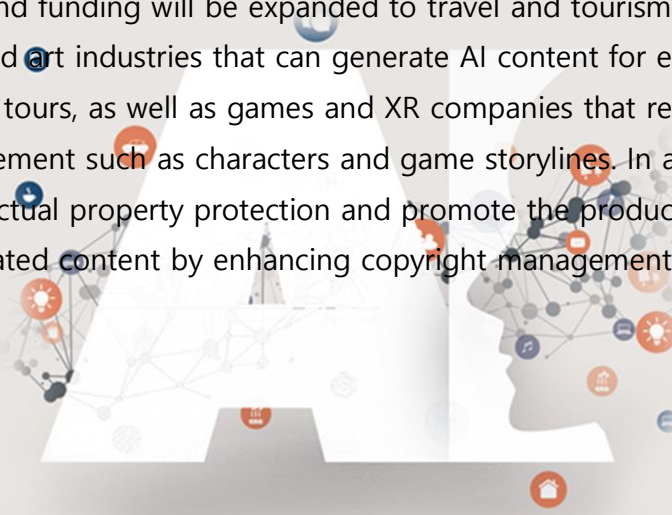 nd funding will be expanded to travel and tourism
d art industries that can generate AI content for e
tours, as well as games and XR companies that re
ement such as characters and game storylines. In a
ctual property protection and promote the produc
ated content by enhancing copyright management
AI